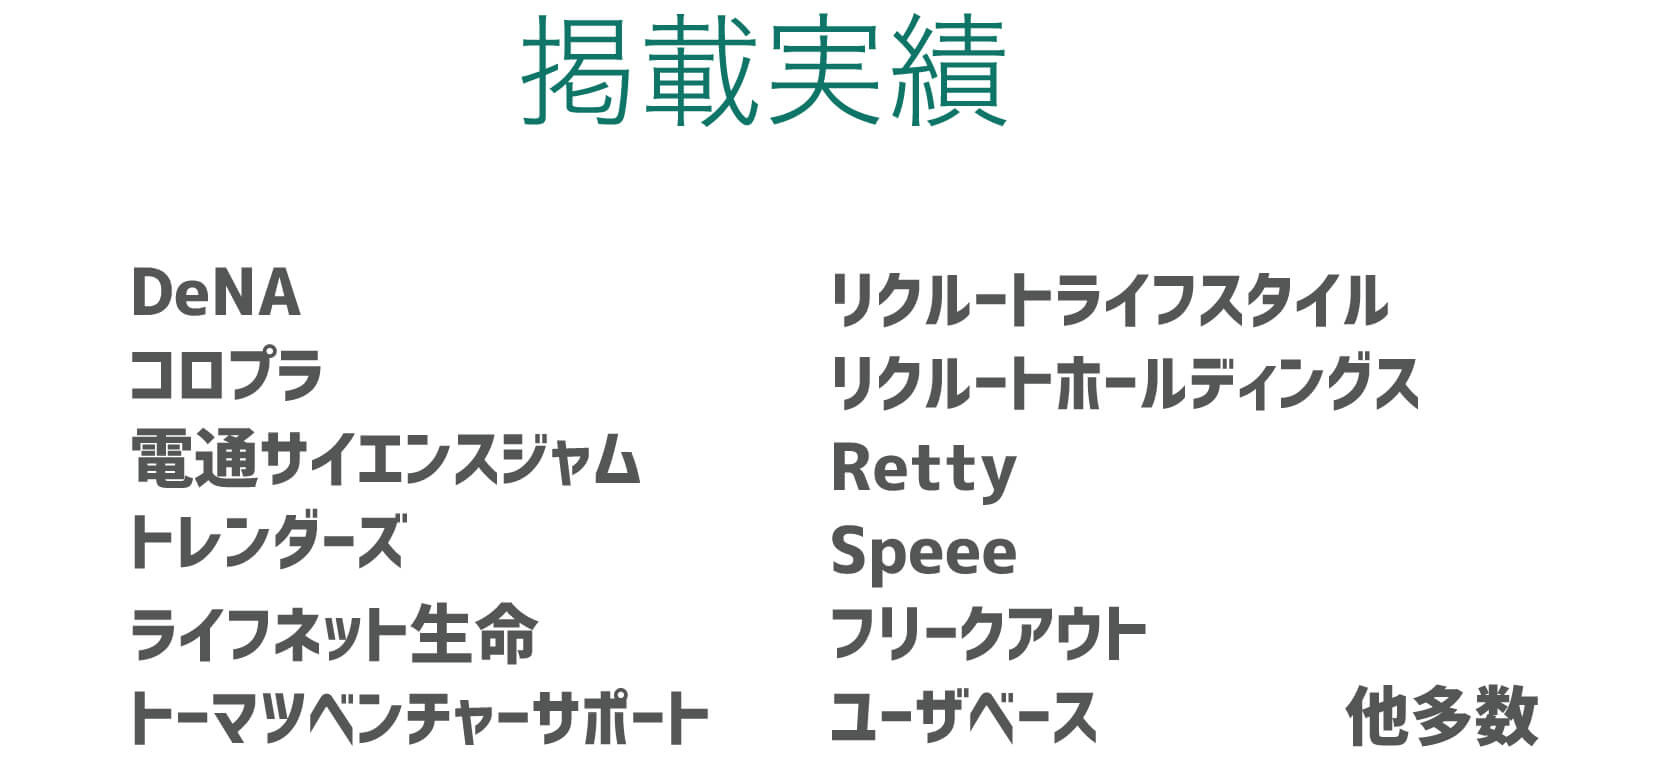 掲載実績
DeNA
コロプラ
電通サイエンスジャム
トレンダーズ
ライフネット生命
トーマツベンチャーサポート
リクルートライフスタイル
リクルートホールディングス
Retty
Speee
フリークアウト
ユーザベース
他多数